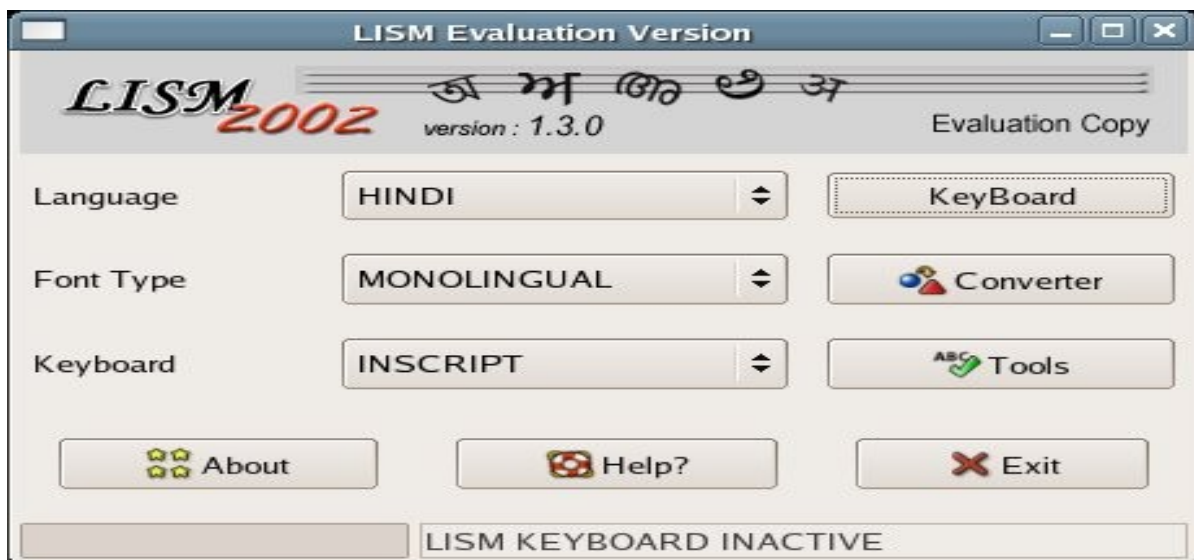 LISM Evaluation Version
LISM 2002
অ ਅ അ అ अ
version : 1.3.0
Evaluation Copy
Language HINDI KeyBoard
Font Type MONOLINGUAL Converter
Keyboard INSCRIPT ABC Tools
About Help? Exit
LISM KEYBOARD INACTIVE